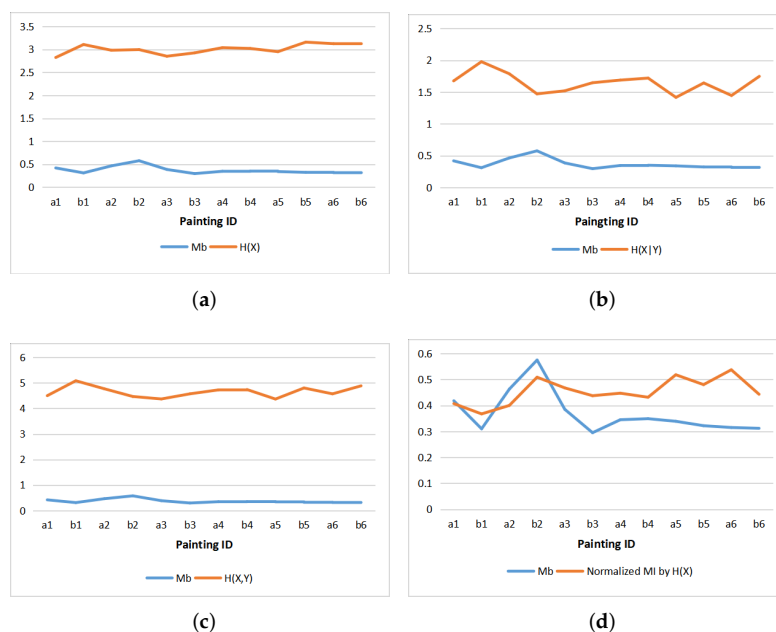 3.5
3
2.5
2
1.5
1
0.5
0
a1 b1 a2 b2 a3 b3 a4 b4 a5 b5 a6 b6
Painting ID
Mb H(X)
(a)
2.5
2
1.5
1
0.5
0
a1 b1 a2 b2 a3 b3 a4 b4 a5 b5 a6 b6
Paingting ID
Mb H(X|Y)
(b)
6
5
4
3
2
1
0
a1 b1 a2 b2 a3 b3 a4 b4 a5 b5 a6 b6
Painting ID
Mb H(X,Y)
(c)
0.6
0.5
0.4
0.3
0.2
0.1
0
a1 b1 a2 b2 a3 b3 a4 b4 a5 b5 a6 b6
Painting ID
Mb Normalized MI by H(X)
(d)